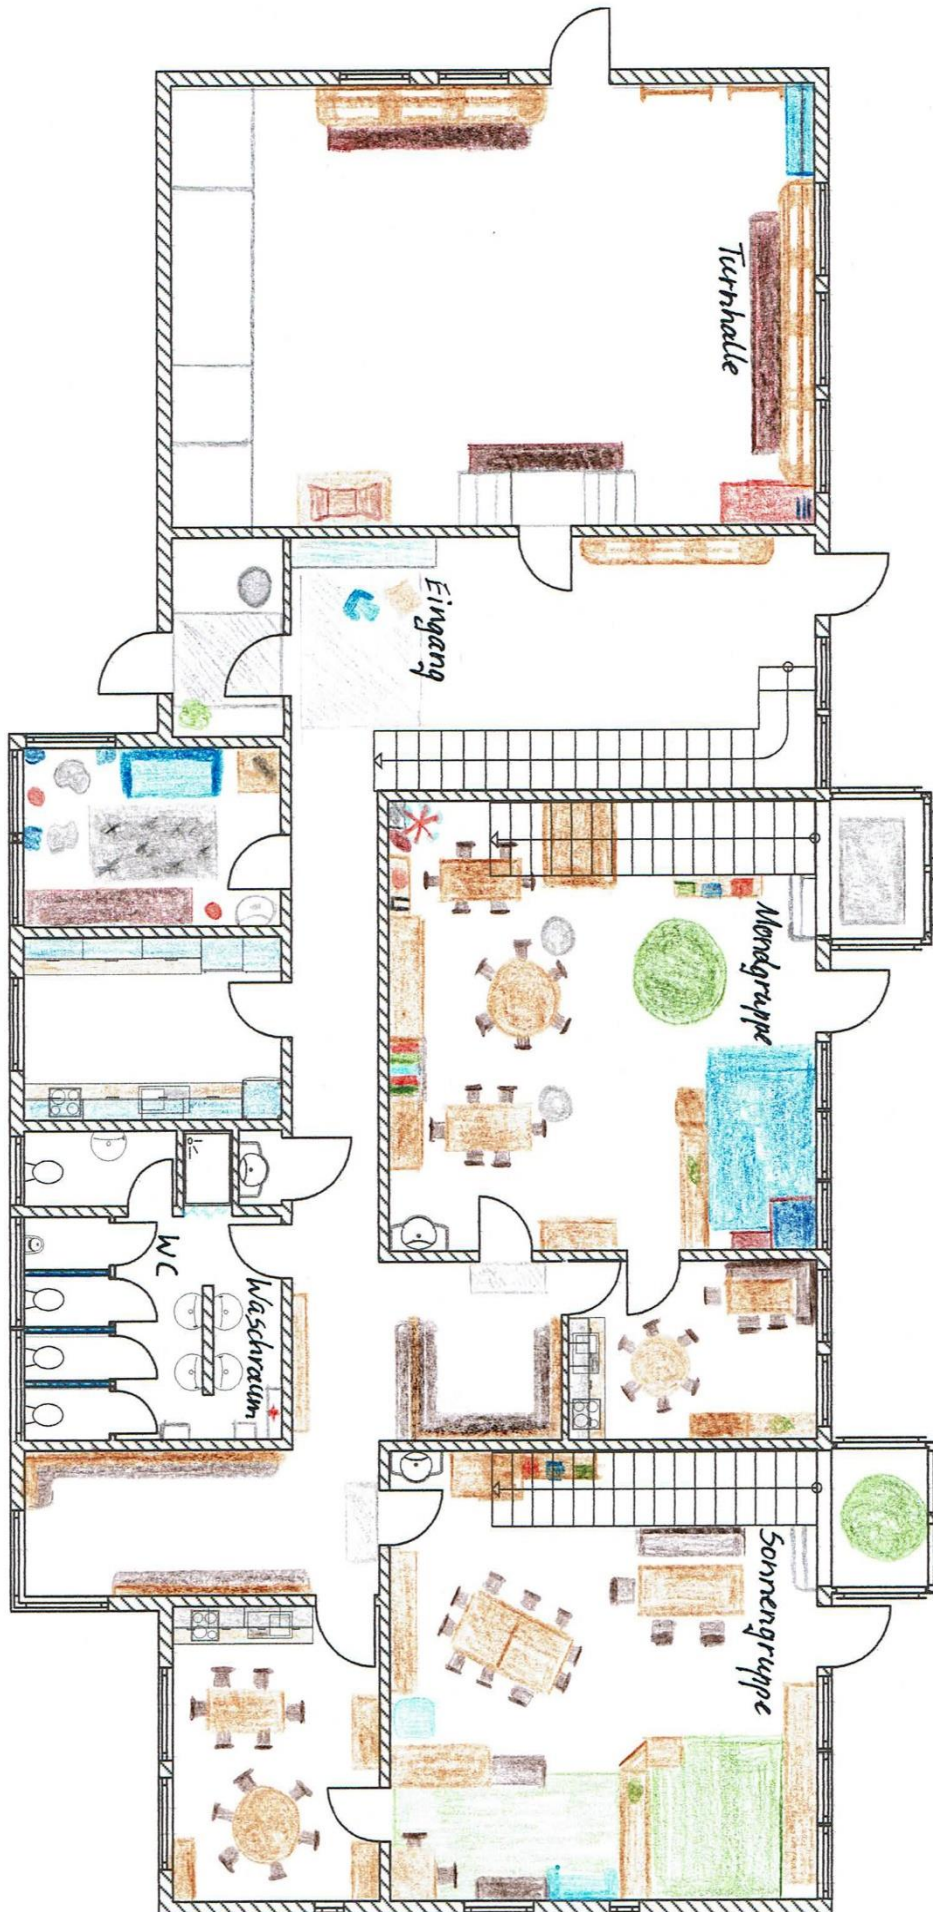 Turnhalle
Eingang
Mondgruppe
WC
Waschraum
Sonnengruppe